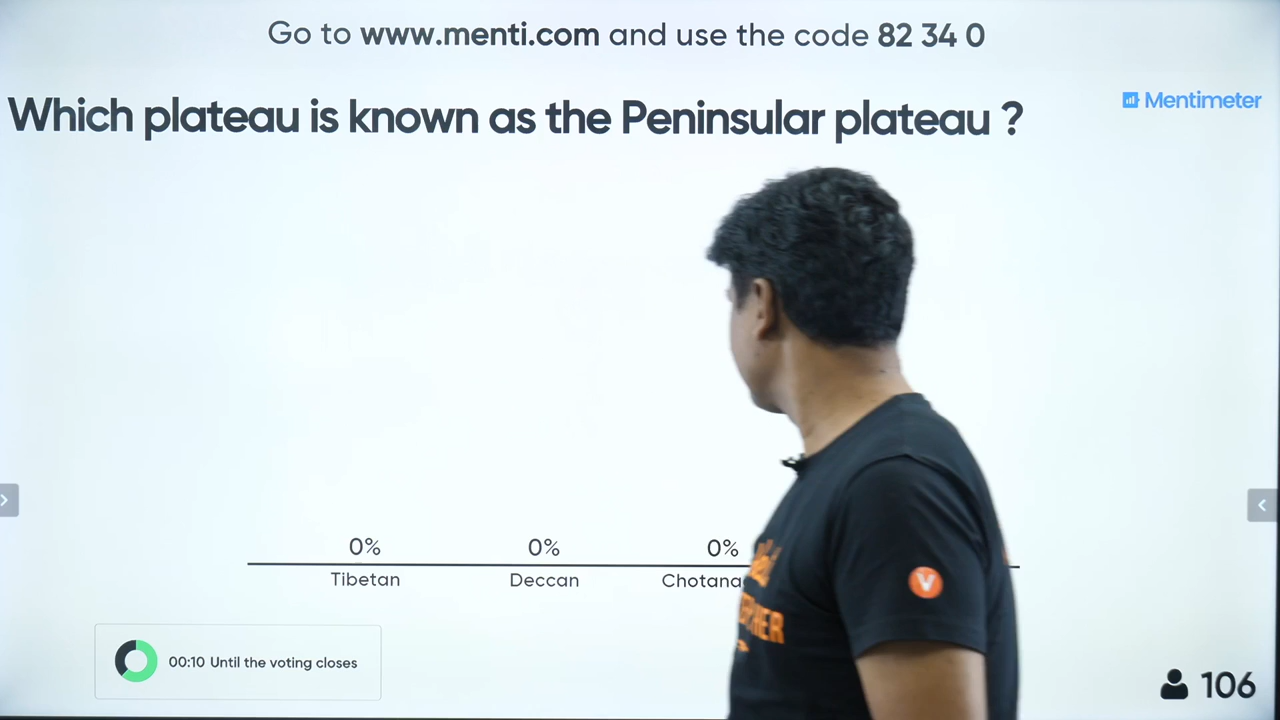 Go to www.menti.com and use the code 82 34 0
Which plateau is known as the Peninsular plateau ?
Mentimeter
0%
0%
0%
Tibetan
Deccan
00:10 Until the voting closes
V
106